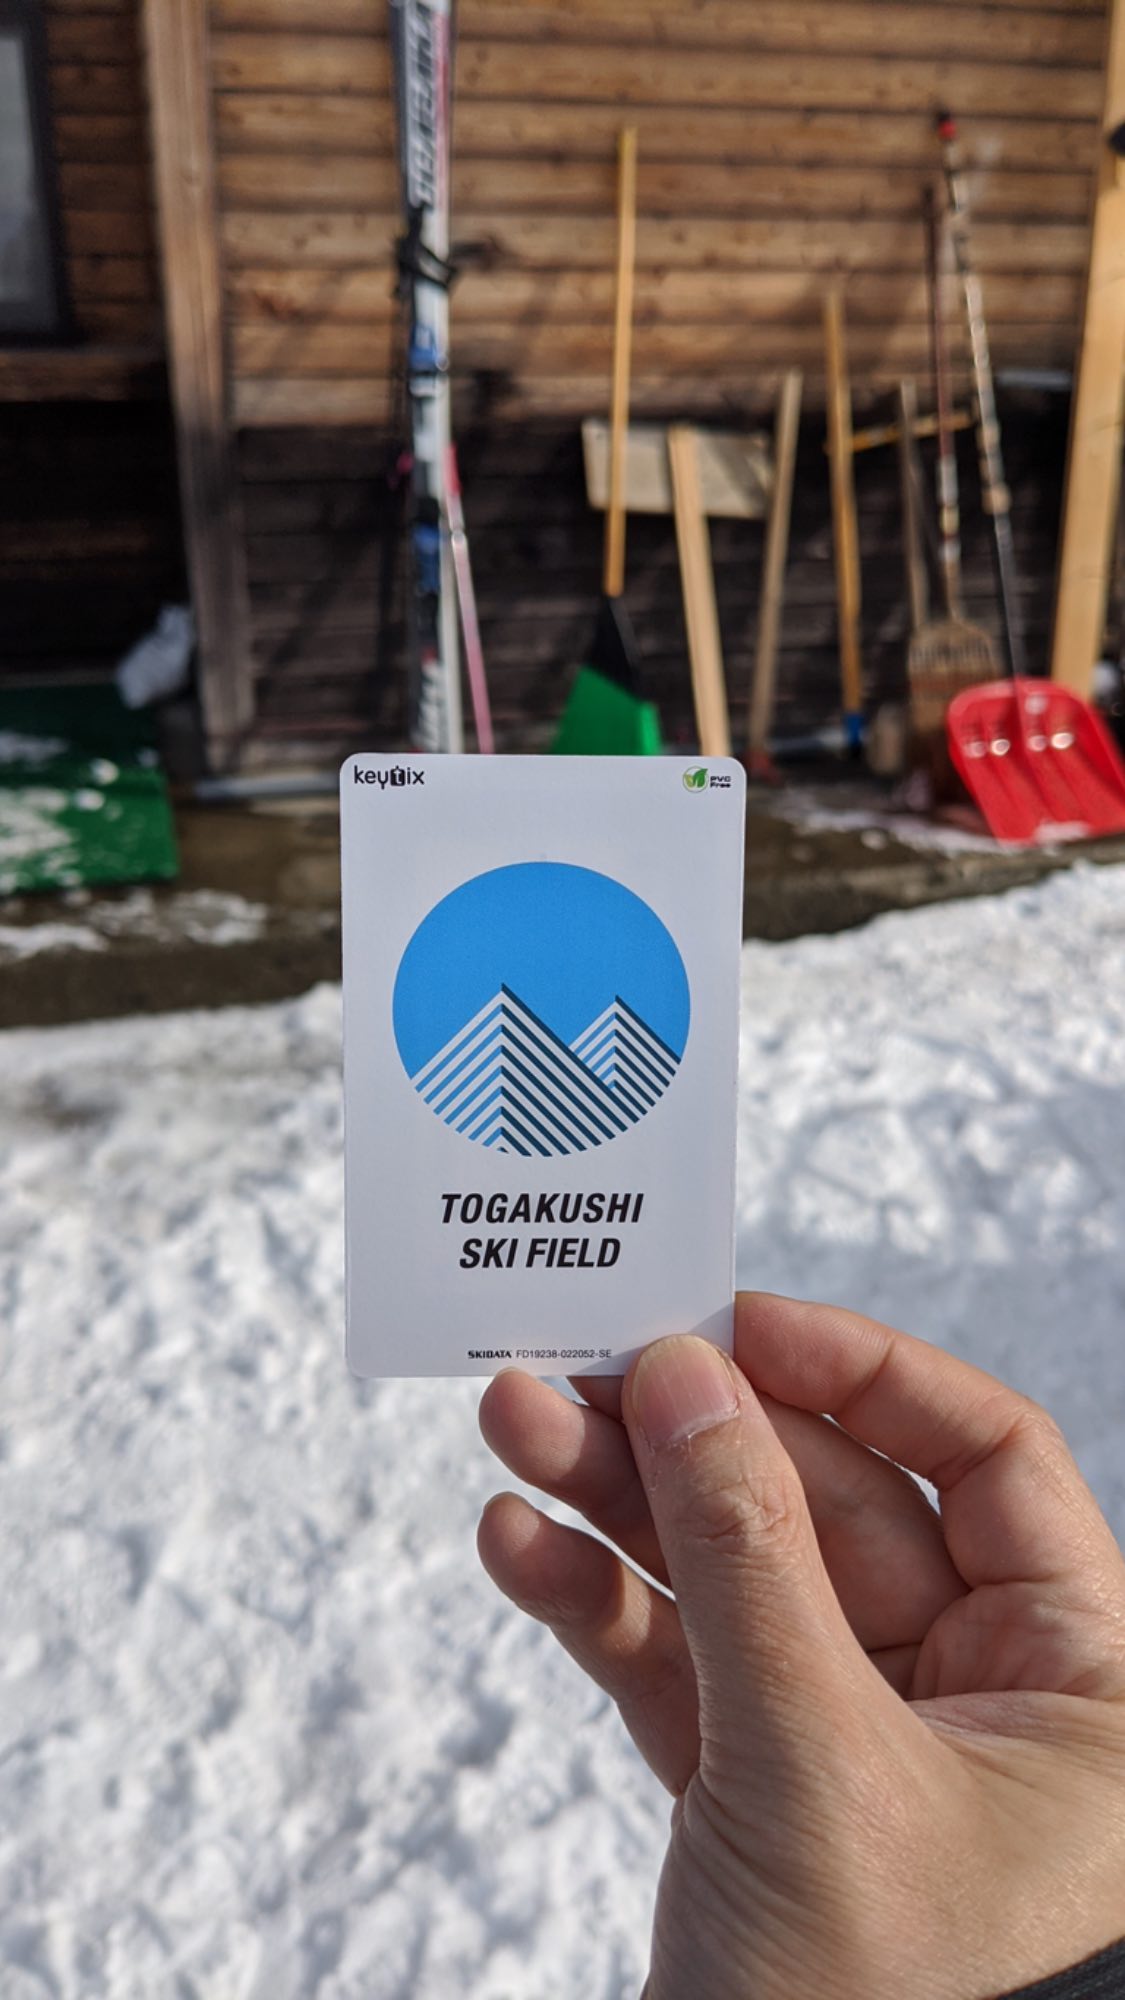 keytix
PVC
Free
TOGAKUSHI
SKI FIELD
SKIDATA FD19238-022052-SE